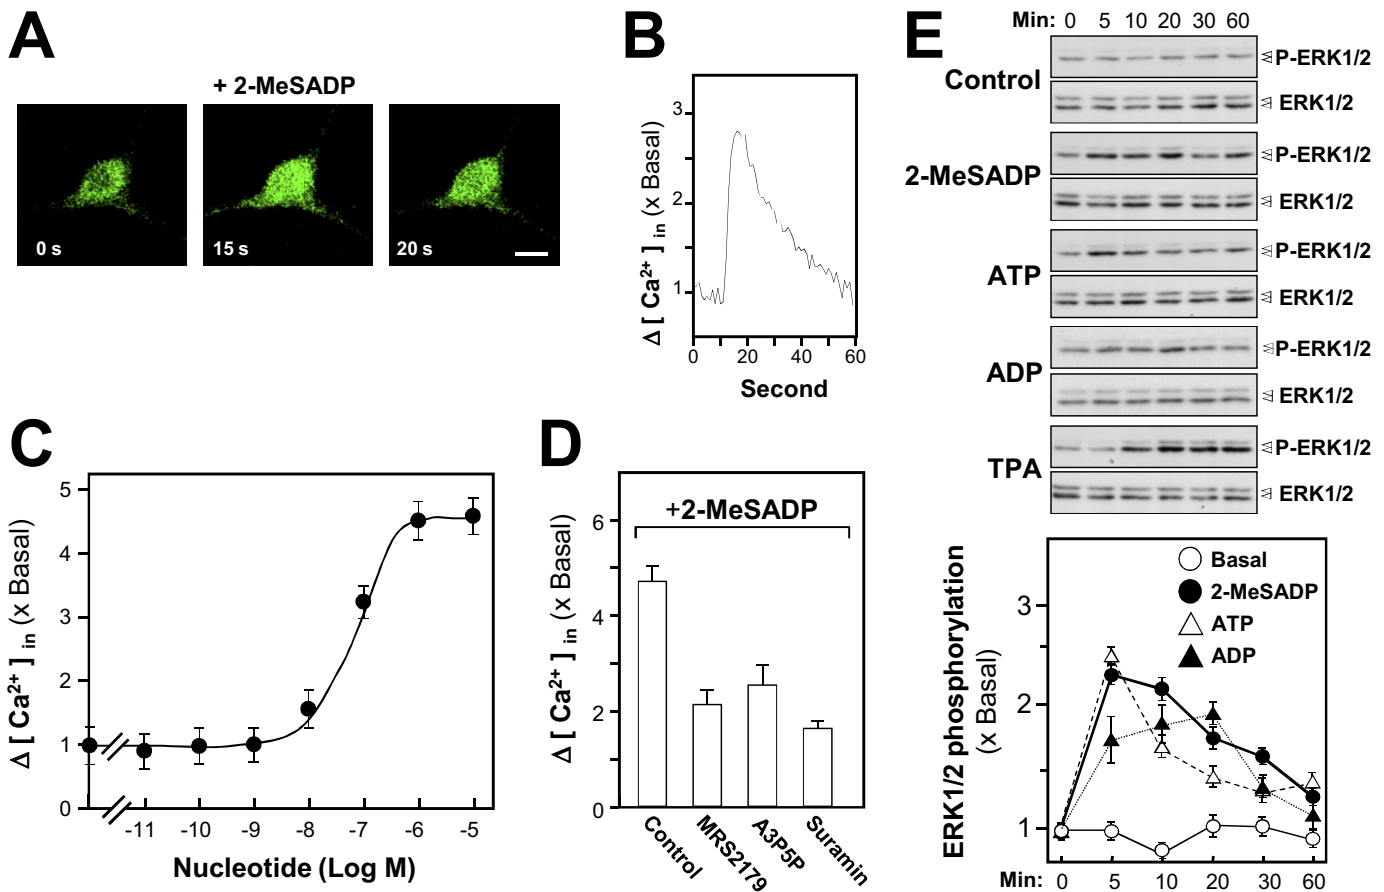 A
+ 2-MeSADP
0 s
15 s
20 s
B
Δ [ Ca²⁺ ] in (x Basal)
3
2
1
0 20 40 60
Second
C
Δ [ Ca²⁺ ] in (x Basal)
5
4
3
2
1
0
-11 -10 -9 -8 -7 -6 -5
Nucleotide (Log M)
D
Δ [ Ca²⁺ ] in (x Basal)
+2-MeSADP
6
4
2
0
Control
MRS2179
A3P5P
Suramin
E
Min: 0 5 10 20 30 60
Control
P-ERK1/2
ERK1/2
2-MeSADP
P-ERK1/2
ERK1/2
ATP
P-ERK1/2
ERK1/2
ADP
P-ERK1/2
ERK1/2
TPA
P-ERK1/2
ERK1/2
ERK1/2 phosphorylation
(x Basal)
3
2
1
Basal
2-MeSADP
ATP
ADP
Min: 0 5 10 20 30 60